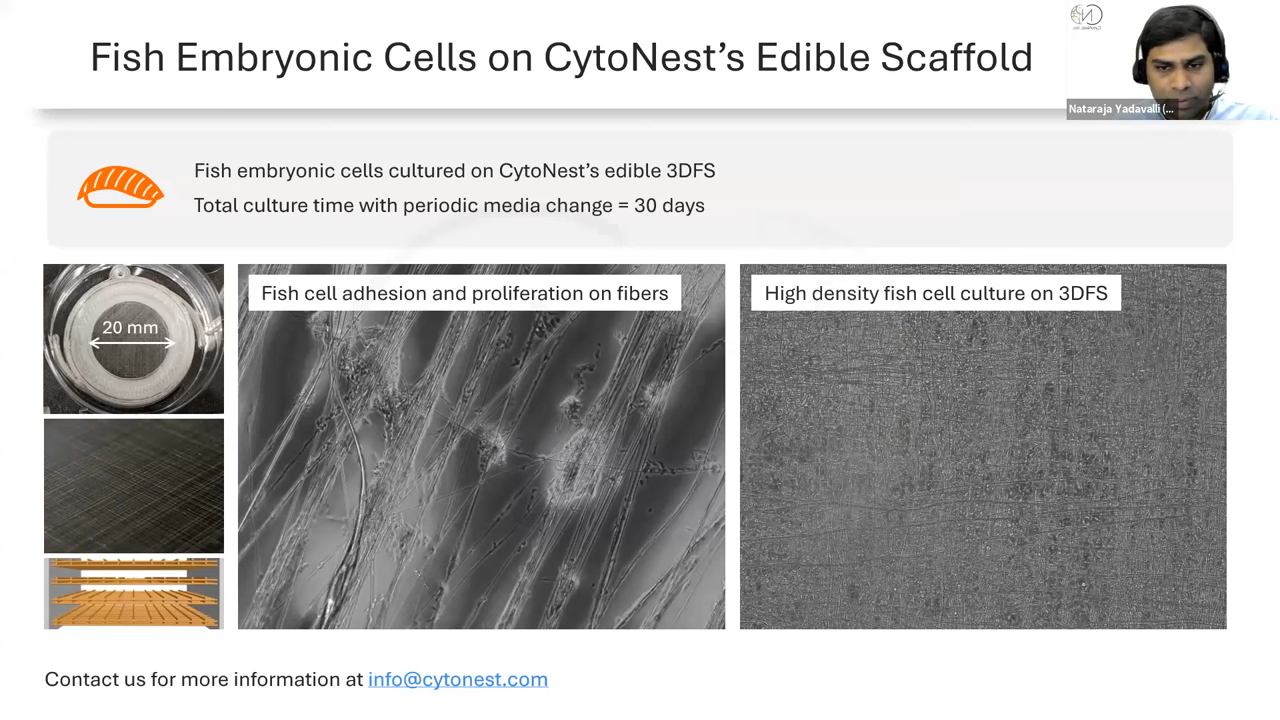 Fish Embryonic Cells on CytoNest’s Edible Scaffold
Nataraja Yadavalli (...
Fish embryonic cells cultured on CytoNest’s edible 3DFS
Total culture time with periodic media change = 30 days
20 mm
Fish cell adhesion and proliferation on fibers
High density fish cell culture on 3DFS
Contact us for more information at info@cytonest.com